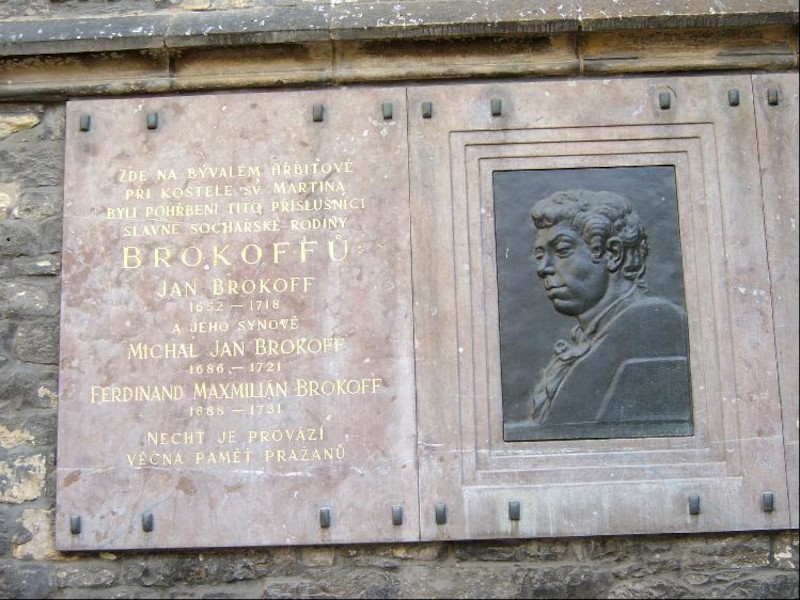 ZDE NA BÝVALÉM HŘBITOVĚ
PŘI KOSTELE SV. MARTINA
BYLI POHŘBENI TITO PŘÍSLUŠNÍCI
SLAVNÉ SOCHAŘSKÉ RODINY
BROKOFFŮ
JAN BROKOFF
1652 — 1718
A JEHO SYNOVÉ
MICHAL JAN BROKOFF
1686 — 1721
FERDINAND MAXMILIÁN BROKOFF
1688 — 1731
NECHŤ JE PROVÁZÍ
VĚČNÁ PAMĚŤ PRAŽANŮ